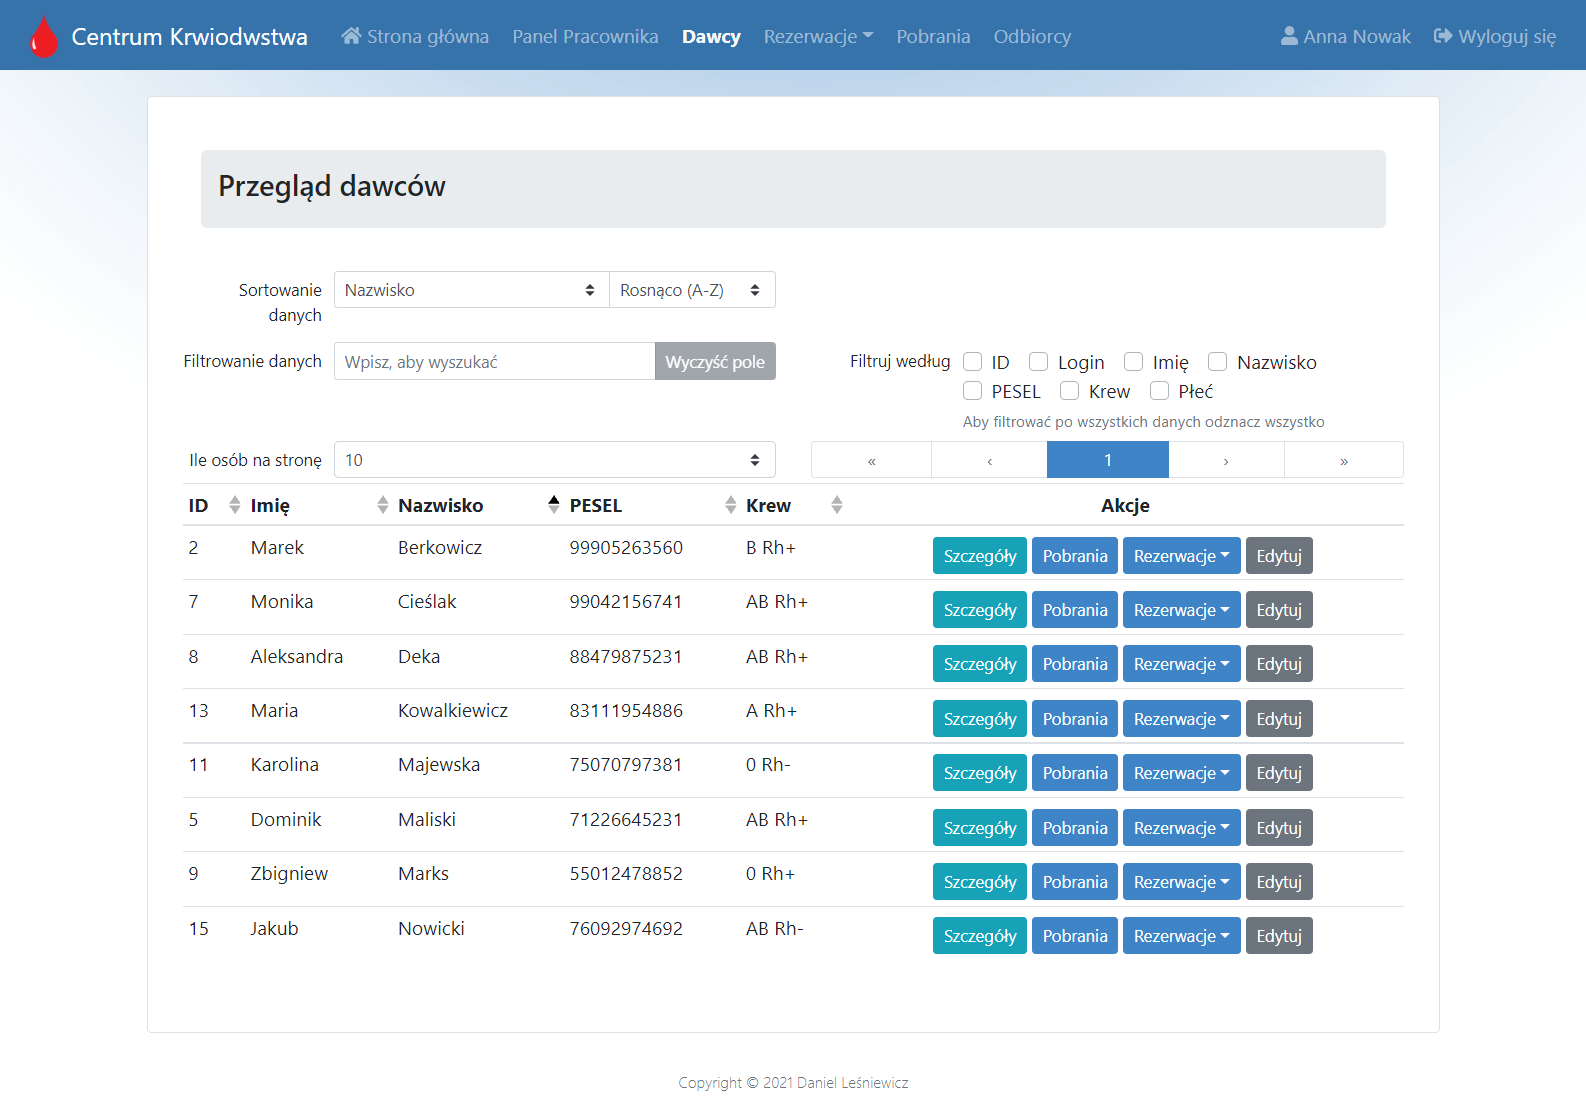 Centrum Krwiodwstwa Strona główna Panel Pracownika Dawcy Rezerwacje Pobrania Odbiorcy Anna Nowak Wyloguj się
Przegląd dawców
Sortowanie danych Nazwisko Rosnąco (A-Z)
Filtrowanie danych Wpisz, aby wyszukać Wyczyść pole Filtruj według ID Login Imię Nazwisko
PESEL Krew Płeć
Aby filtrować po wszystkich danych odznacz wszystko
Ile osób na stronę 10 « ‹ 1 › »
ID Imię Nazwisko PESEL Krew Akcje
2 Marek Berkowicz 99905263560 B Rh+ Szczegóły Pobrania Rezerwacje Edytuj
7 Monika Cieślak 99042156741 AB Rh+ Szczegóły Pobrania Rezerwacje Edytuj
8 Aleksandra Deka 88479875231 AB Rh+ Szczegóły Pobrania Rezerwacje Edytuj
13 Maria Kowalkiewicz 83111954886 A Rh+ Szczegóły Pobrania Rezerwacje Edytuj
11 Karolina Majewska 75070797381 0 Rh- Szczegóły Pobrania Rezerwacje Edytuj
5 Dominik Maliski 71226645231 AB Rh+ Szczegóły Pobrania Rezerwacje Edytuj
9 Zbigniew Marks 55012478852 0 Rh+ Szczegóły Pobrania Rezerwacje Edytuj
15 Jakub Nowicki 76092974692 AB Rh- Szczegóły Pobrania Rezerwacje Edytuj
Copyright © 2021 Daniel Leśniewicz